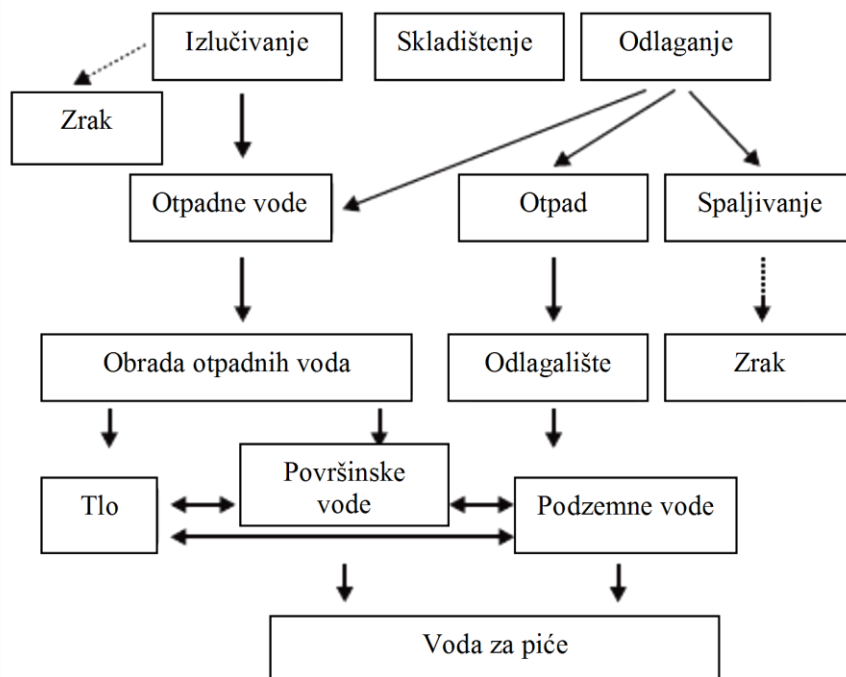 Izlučivanje
Skladištenje
Odlaganje
Zrak
Otpadne vode
Otpad
Spaljivanje
Obrada otpadnih voda
Odlagalište
Zrak
Tlo
Površinske
vode
Podzemne vode
Voda za piće